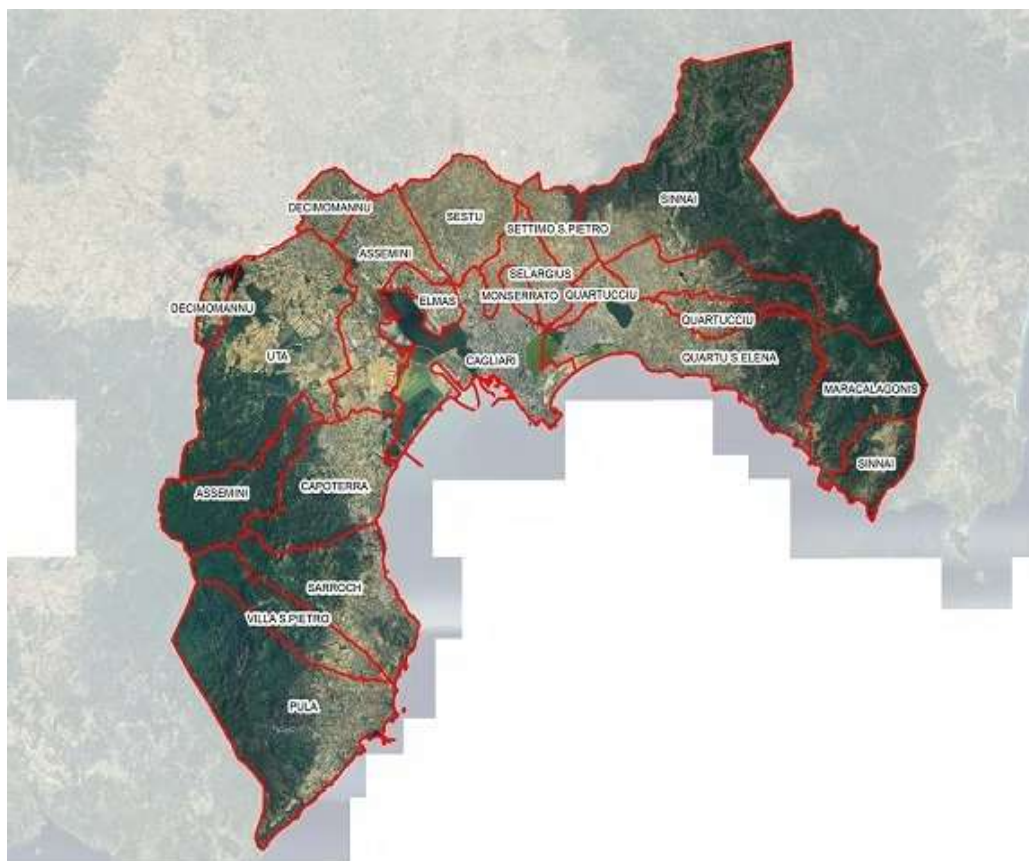 SINNAI
DECIMOMANNU
SESTU
SETTIMO S.PIETRO
ASSEMINI
SELARGIUS
ELMAS
MONSERRATO
QUARTUCCIU
DECIMOMANNU
QUARTUCCIU
UTA
CAGLIARI
QUARTU S.ELENA
MARACALAGONIS
SINNAI
CAPOTERRA
ASSEMINI
SARROCH
VILLA S.PIETRO
PULA